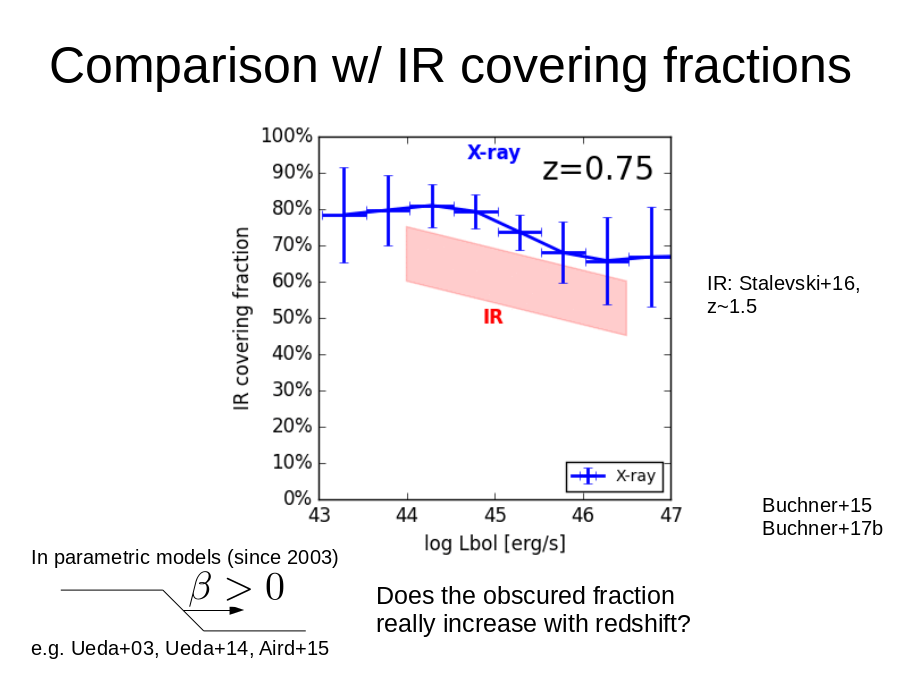 Comparison w/ IR covering fractions
100%
90%
80%
70%
60%
50%
40%
30%
20%
10%
0%
IR covering fraction
X-ray
z=0.75
IR
X-ray
43
44
45
46
47
log Lbol [erg/s]
IR: Stalevski+16,
z~1.5
Buchner+15
Buchner+17b
In parametric models (since 2003)
β > 0
e.g. Ueda+03, Ueda+14, Aird+15
Does the obscured fraction
really increase with redshift?